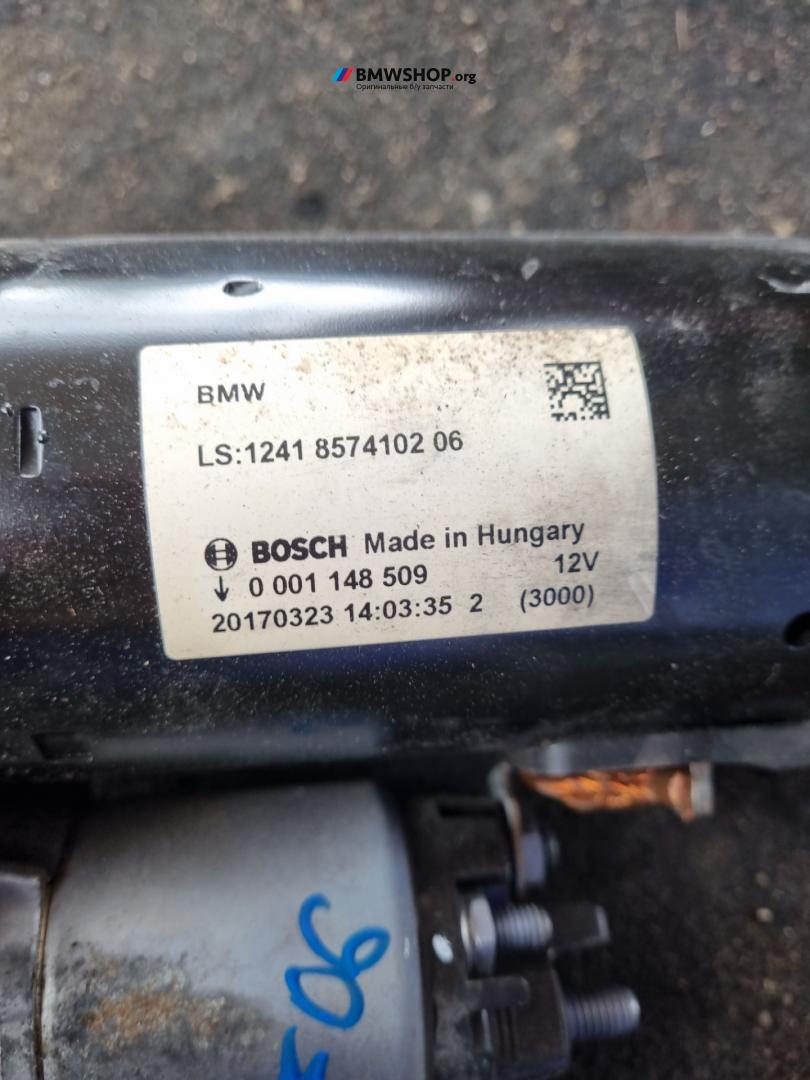 BMWSHOP.org
Оригинальные б/у запчасти
BMW
LS:1241 8574102 06
BOSCH Made in Hungary
↓ 0 001 148 509 12V
20170323 14:03:35 2 (3000)